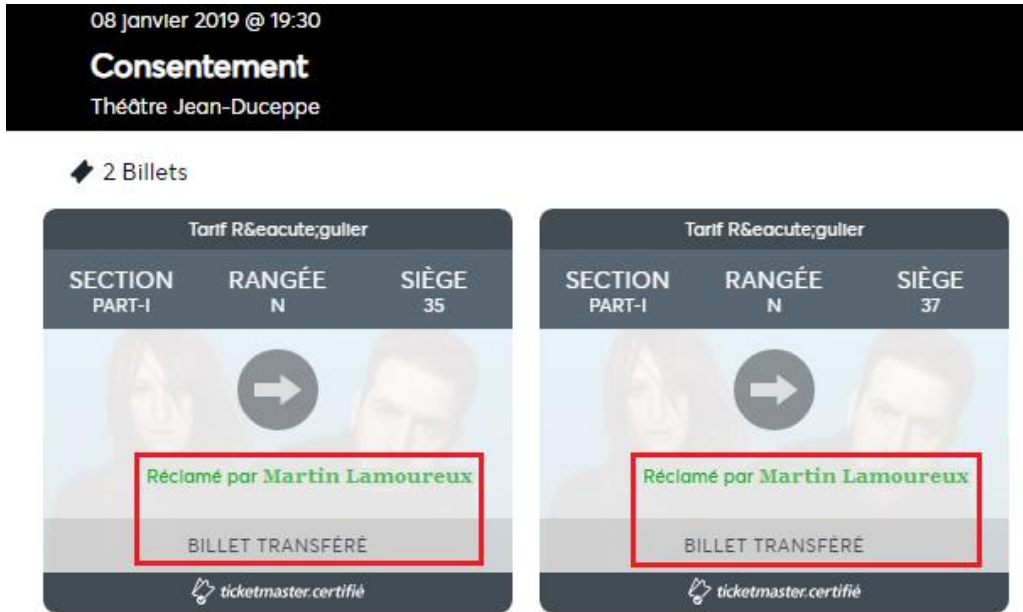 08 janvier 2019 @ 19:30
Consentement
Théâtre Jean-Duceppe
2 Billets
Tarif R&eacute;gulier
SECTION RANGÉE SIÈGE
PART-I N 35
Réclamé par Martin Lamoureux
BILLET TRANSFÉRÉ
ticketmaster.certifié
Tarif R&eacute;gulier
SECTION RANGÉE SIÈGE
PART-I N 37
Réclamé par Martin Lamoureux
BILLET TRANSFÉRÉ
ticketmaster.certifié